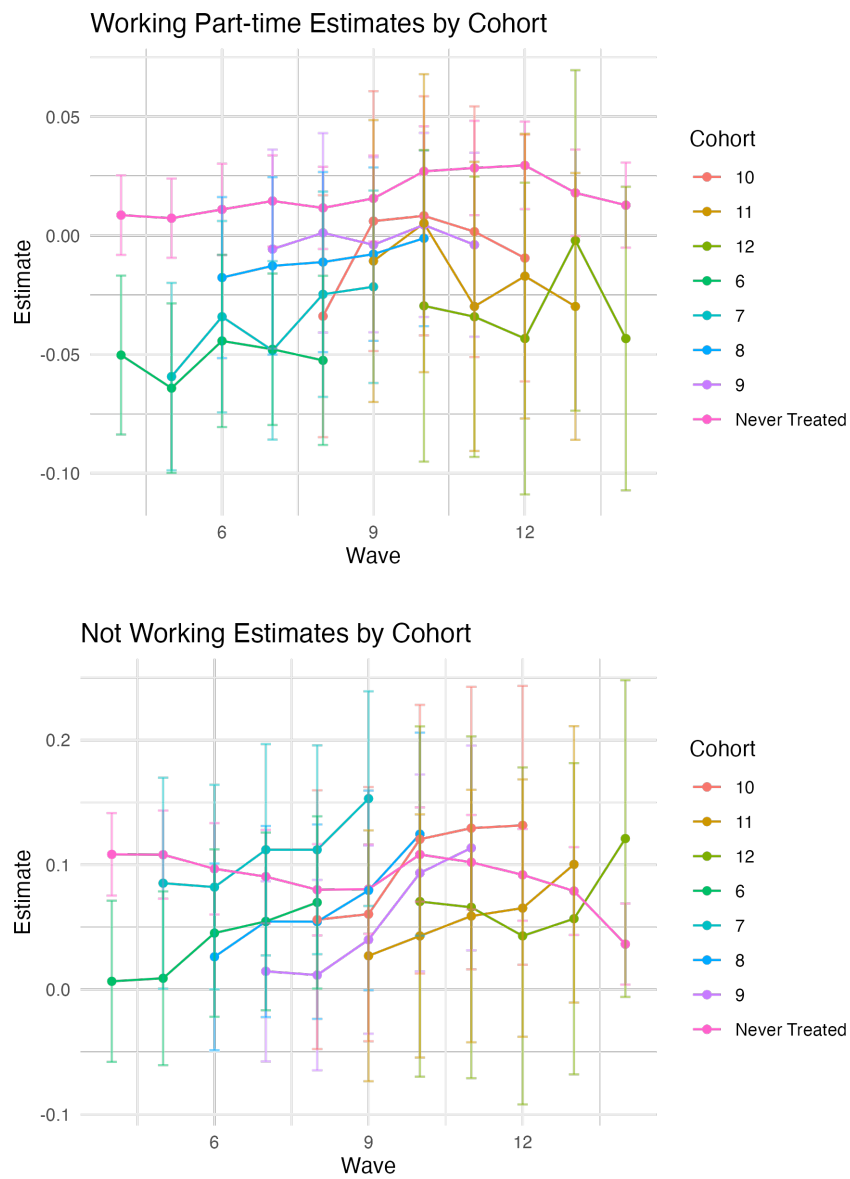 Working Part-time Estimates by Cohort
0.05
0.00
-0.05
-0.10
Estimate
6
9
12
Wave
Cohort
10
11
12
6
7
8
9
Never Treated
Not Working Estimates by Cohort
0.2
0.1
0.0
-0.1
Estimate
6
9
12
Wave
Cohort
10
11
12
6
7
8
9
Never Treated